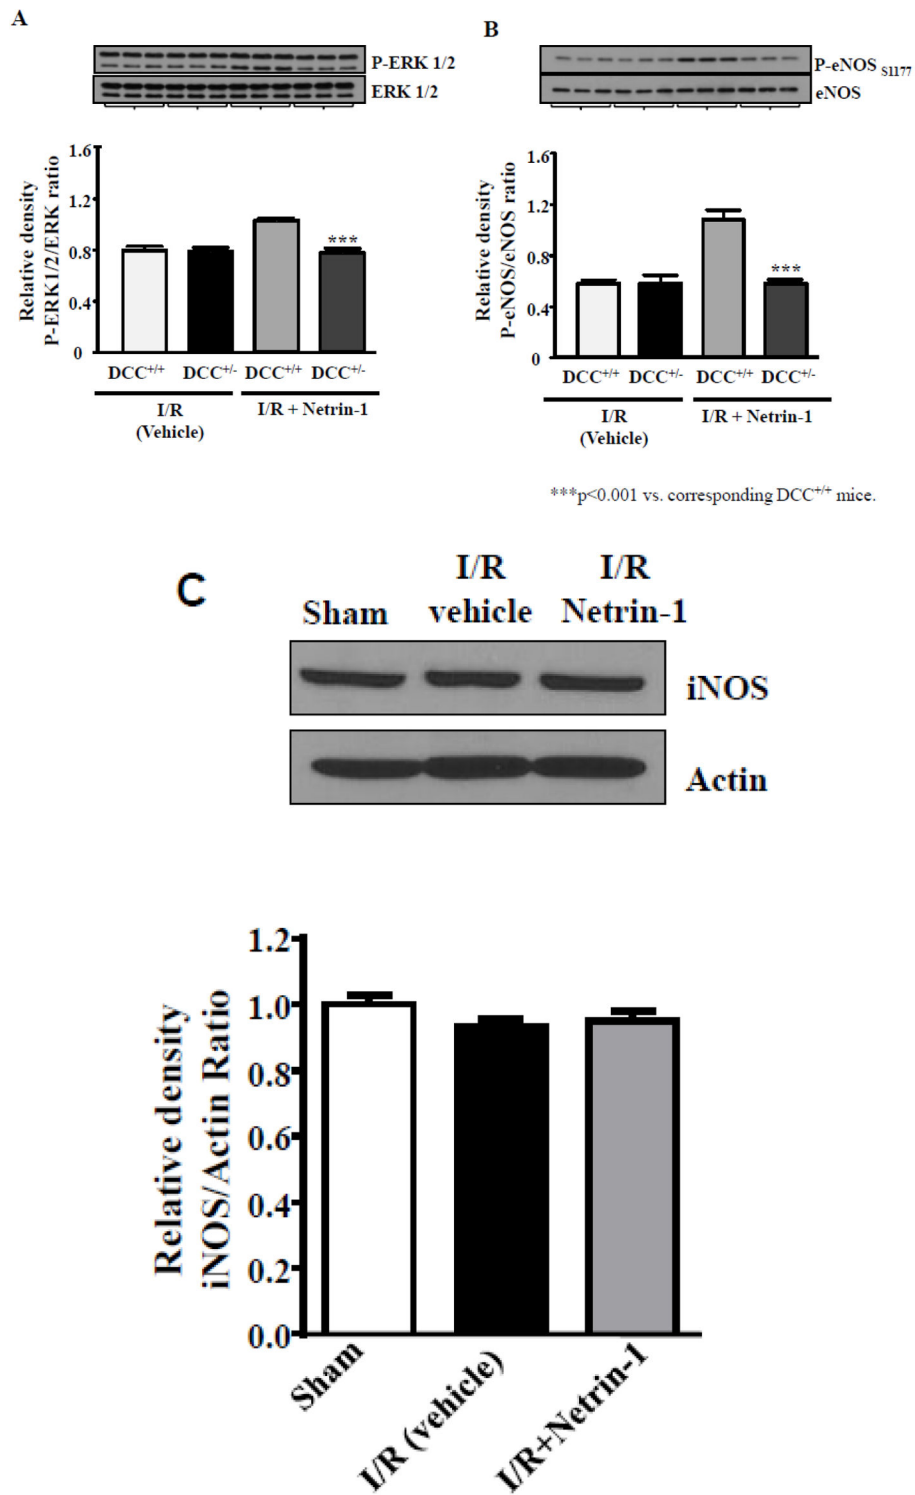 A
P-ERK 1/2
ERK 1/2
Relative density
P-ERK1/2/ERK ratio
1.6
1.2
0.8
0.4
0
***
DCC+/+ DCC+/- DCC+/+ DCC+/-
I/R
(Vehicle)
I/R + Netrin-1
B
P-eNOS S1177
eNOS
Relative density
P-eNOS/eNOS ratio
1.6
1.2
0.8
0.4
0
***
DCC+/+ DCC+/- DCC+/+ DCC+/-
I/R
(Vehicle)
I/R + Netrin-1
***p<0.001 vs. corresponding DCC+/+ mice.
C
Sham
I/R
vehicle
I/R
Netrin-1
iNOS
Actin
Relative density
iNOS/Actin Ratio
1.2
1.0
0.8
0.6
0.4
0.2
0.0
Sham
I/R (vehicle)
I/R+Netrin-1